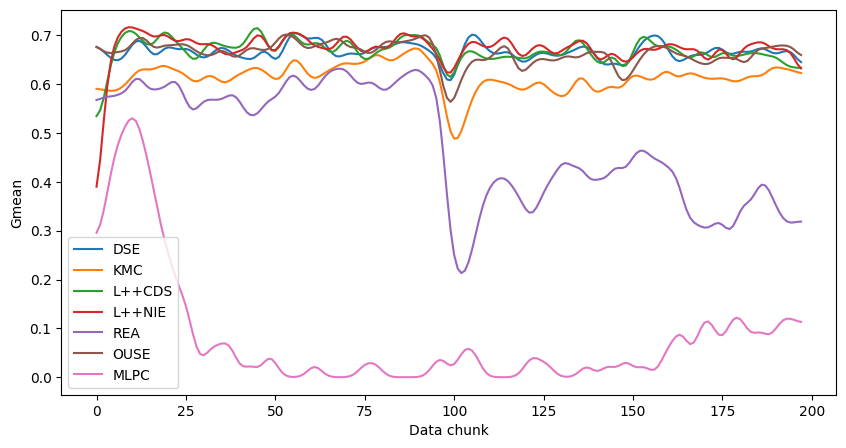 Gmean
0.7
0.6
0.5
0.4
0.3
0.2
0.1
0.0
DSE
KMC
L++CDS
L++NIE
REA
OUSE
MLPC
0 25 50 75 100 125 150 175 200
Data chunk